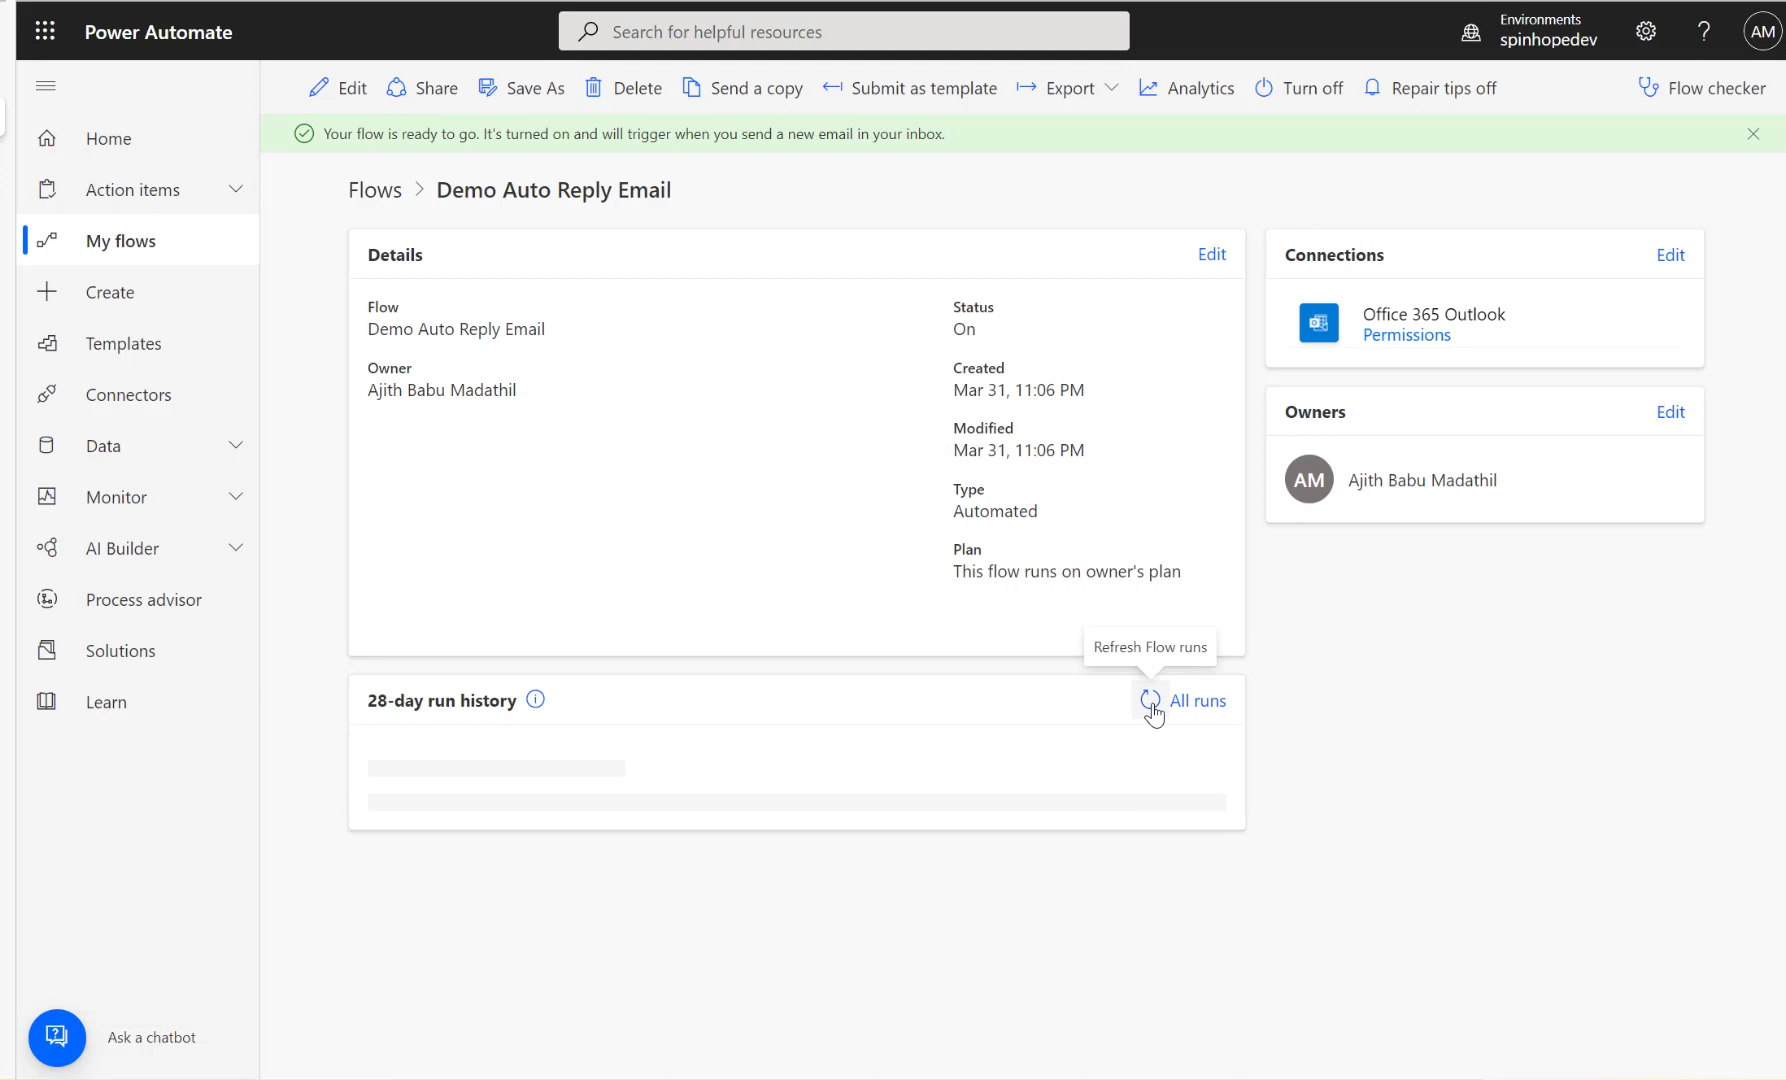 Power Automate
Search for helpful resources
Environments
spinhopedev
?
AM
Edit
Share
Save As
Delete
Send a copy
Submit as template
Export
Analytics
Turn off
Repair tips off
Flow checker
Your flow is ready to go. It's turned on and will trigger when you send a new email in your inbox.
Home
Action items
My flows
Create
Templates
Connectors
Data
Monitor
AI Builder
Process advisor
Solutions
Learn
Ask a chatbot
Flows > Demo Auto Reply Email
Details
Edit
Flow
Demo Auto Reply Email
Owner
Ajith Babu Madathil
Status
On
Created
Mar 31, 11:06 PM
Modified
Mar 31, 11:06 PM
Type
Automated
Plan
This flow runs on owner's plan
Refresh Flow runs
28-day run history
All runs
Connections
Edit
Office 365 Outlook
Permissions
Owners
Edit
AM
Ajith Babu Madathil